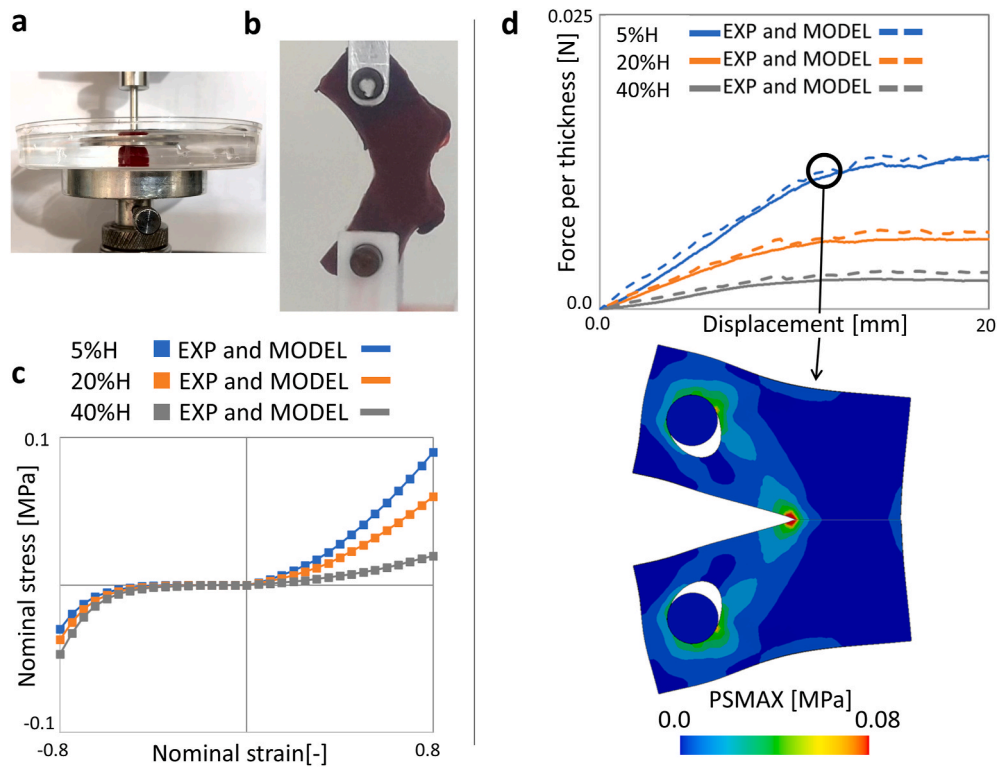 a
b
5%H EXP and MODEL
20%H EXP and MODEL
40%H EXP and MODEL
c
0.1
Nominal stress [MPa]
-0.1
-0.8
Nominal strain[-]
0.8
d
0.025
5%H EXP and MODEL
20%H EXP and MODEL
40%H EXP and MODEL
Force per thickness [N]
0.0
0.0
Displacement [mm]
20
PSMAX [MPa]
0.0
0.08